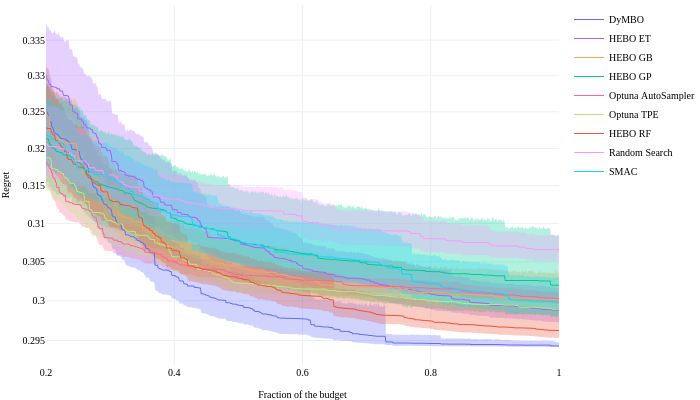 0.335
0.33
0.325
0.32
0.315
0.31
0.305
0.3
0.295
Regret
0.2
0.4
0.6
0.8
1
Fraction of the budget
DyMBO
HEBO ET
HEBO GB
HEBO GP
Optuna AutoSampler
Optuna TPE
HEBO RF
Random Search
SMAC